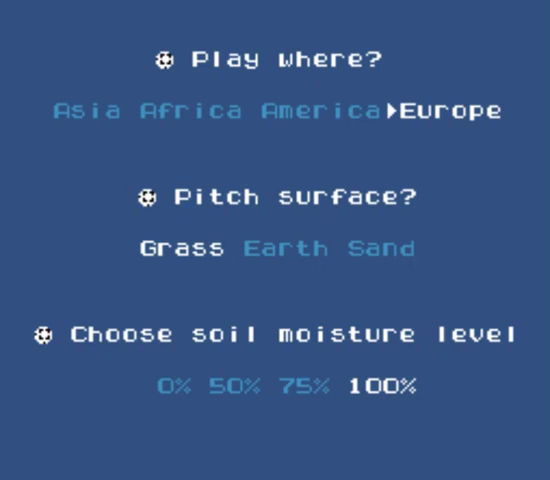 Play where?
Asia Africa America Europe
Pitch surface?
Grass Earth Sand
Choose soil moisture level
0% 50% 75% 100%